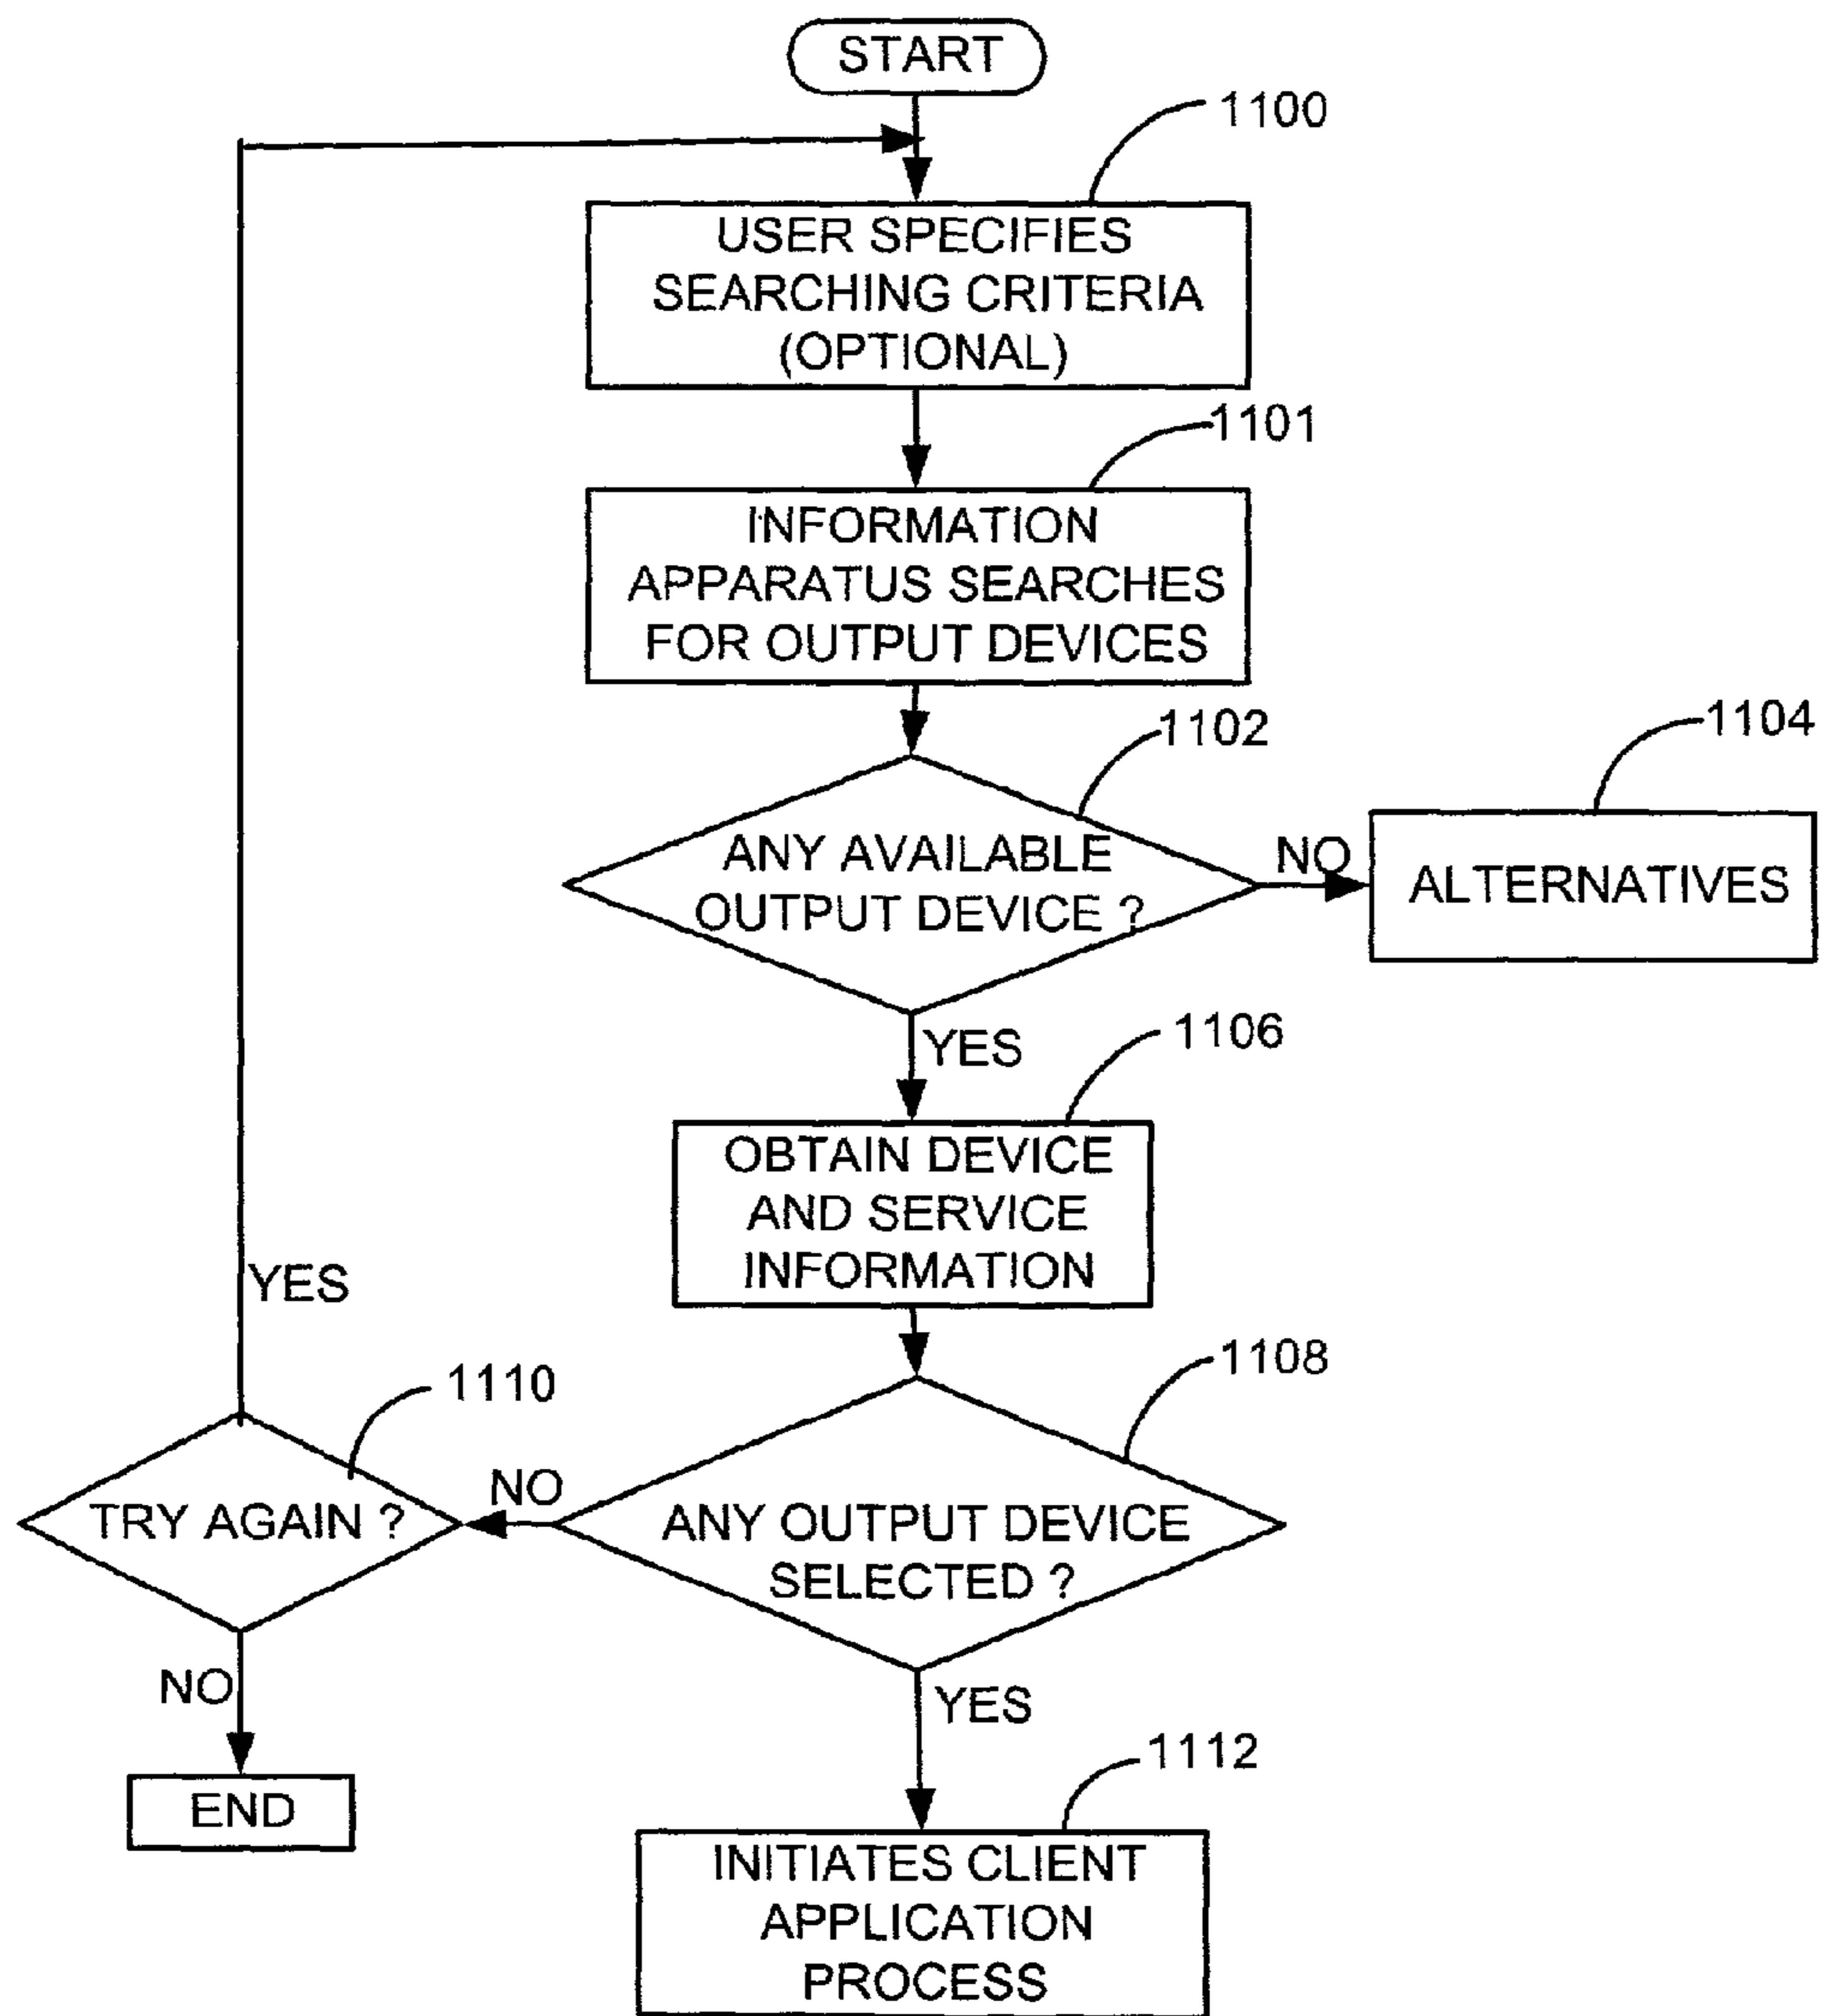 START
1100
USER SPECIFIES
SEARCHING CRITERIA
(OPTIONAL)
1101
INFORMATION
APPARATUS SEARCHES
FOR OUTPUT DEVICES
1102
1104
ANY AVAILABLE
OUTPUT DEVICE ?
NO
ALTERNATIVES
YES
1106
OBTAIN DEVICE
AND SERVICE
INFORMATION
YES
1108
1110
NO
TRY AGAIN ?
ANY OUTPUT DEVICE
SELECTED ?
NO
YES
1112
END
INITIATES CLIENT
APPLICATION
PROCESS